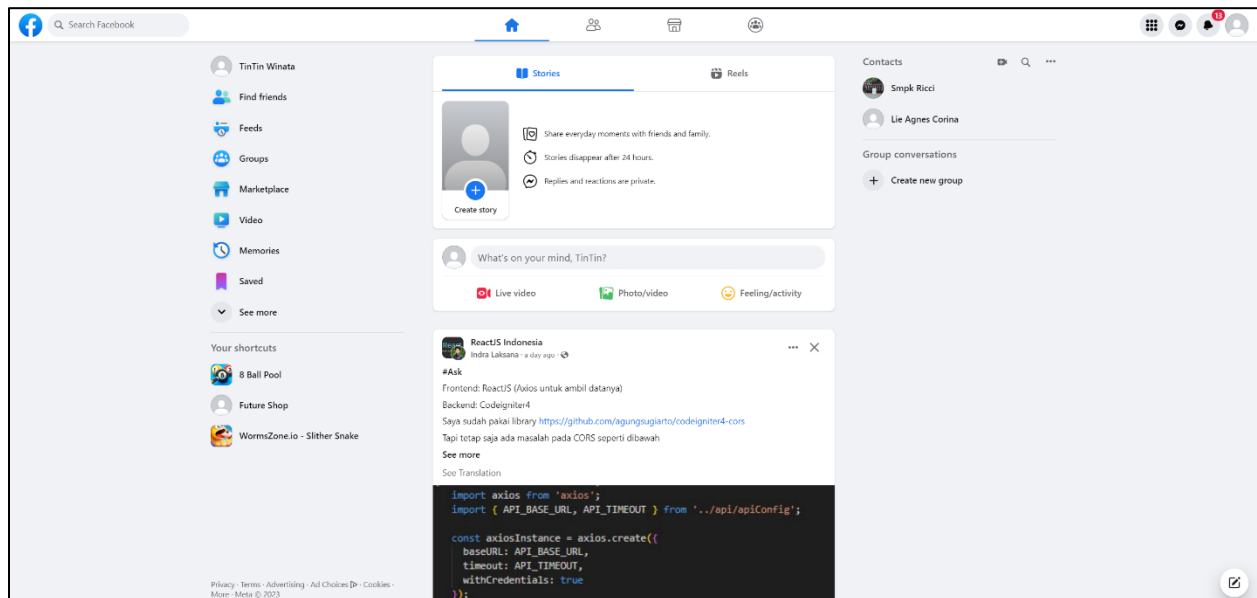 Search Facebook
13
TinTin Winata
Find friends
Feeds
Groups
Marketplace
Video
Memories
Saved
See more
Your shortcuts
8 Ball Pool
Future Shop
WormsZone.io - Slither Snake
Privacy · Terms · Advertising · Ad Choices · Cookies ·
More · Meta © 2023
Stories
Reels
Create story
Share everyday moments with friends and family.
Stories disappear after 24 hours.
Replies and reactions are private.
What's on your mind, TinTin?
Live video
Photo/video
Feeling/activity
ReactJS Indonesia
Indra Laksana · a day ago ·
#Ask
Frontend: ReactJS (Axios untuk ambil datanya)
Backend: Codeigniter4
Saya sudah pakai library https://github.com/agungsugiarto/codeigniter4-cors
Tapi tetap saja ada masalah pada CORS seperti dibawah
See more
See Translation
import axios from 'axios';
import { API_BASE_URL, API_TIMEOUT } from '../api/apiConfig';
const axiosInstance = axios.create({
baseURL: API_BASE_URL,
timeout: API_TIMEOUT,
withCredentials: true
});
Contacts
Smpk Ricci
Lie Agnes Corina
Group conversations
Create new group